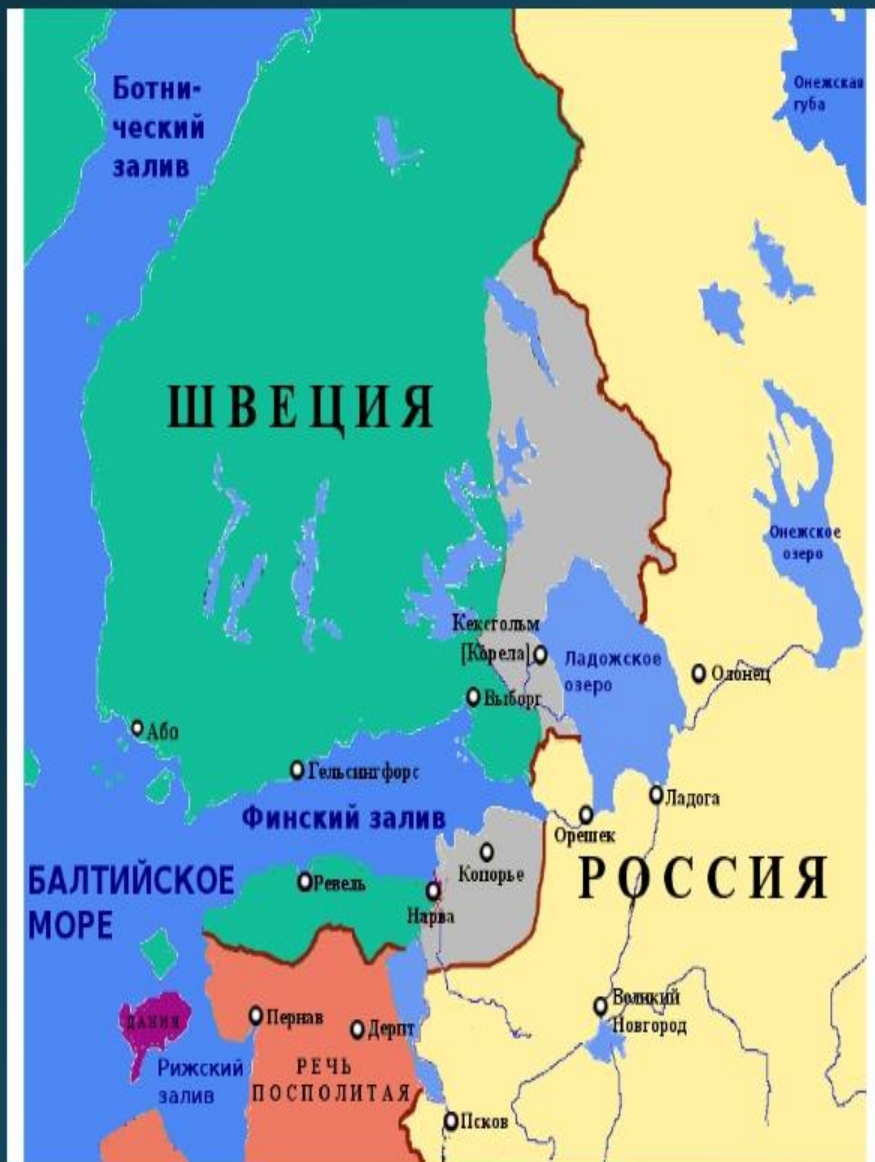 Ботни-
ческий
залив
Онежская
губа
ШВЕЦИЯ
Онежское
озеро
Кексгольм
[Корела]
Ладожское
озеро
Олонец
Выборг
Або
Гельсингфорс
Ладога
Финский залив
Орешек
Копорье
РОССИЯ
БАЛТИЙСКОЕ
МОРЕ
Ревель
Нарва
Великий
Новгород
ДАНИЯ
Пернав
Дерпт
Рижский
залив
РЕЧЬ
ПОСПОЛИТАЯ
Псков